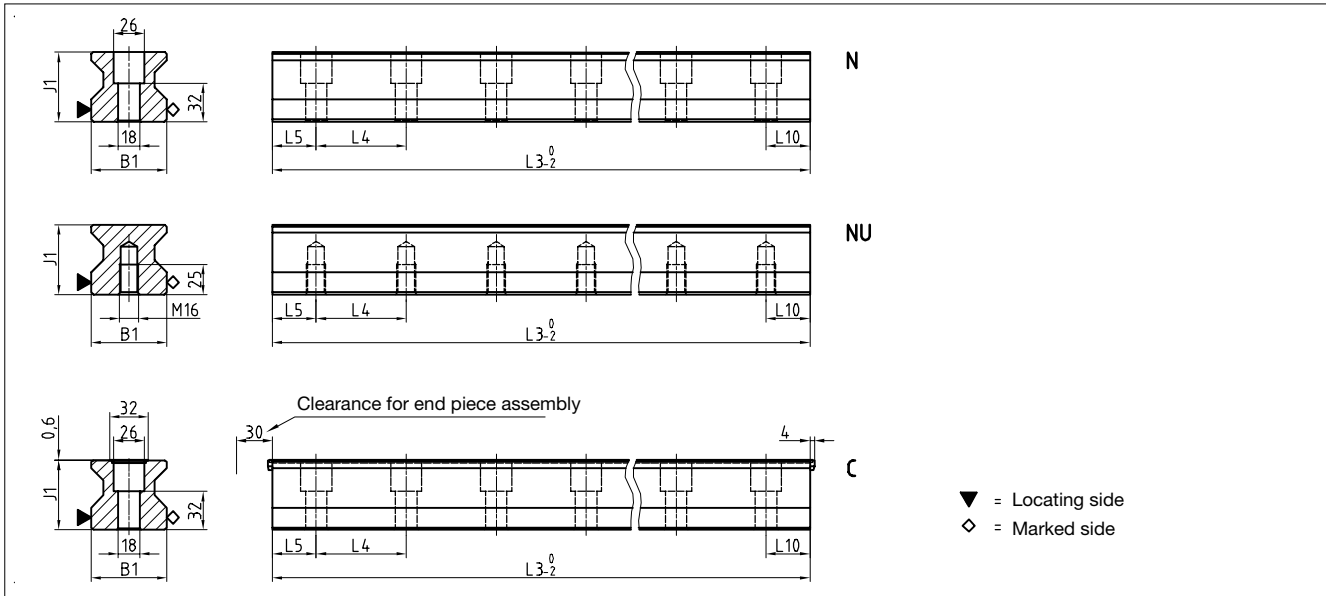 26
J1
32
18
B1
L5
L4
L10
L3-2 0
N
J1
25
M16
B1
L5
L4
L10
L3-2 0
NU
Clearance for end piece assembly
32
0,6
26
30
4
J1
32
18
B1
L5
L4
L10
L3-2 0
C
▼ = Locating side
◇ = Marked side